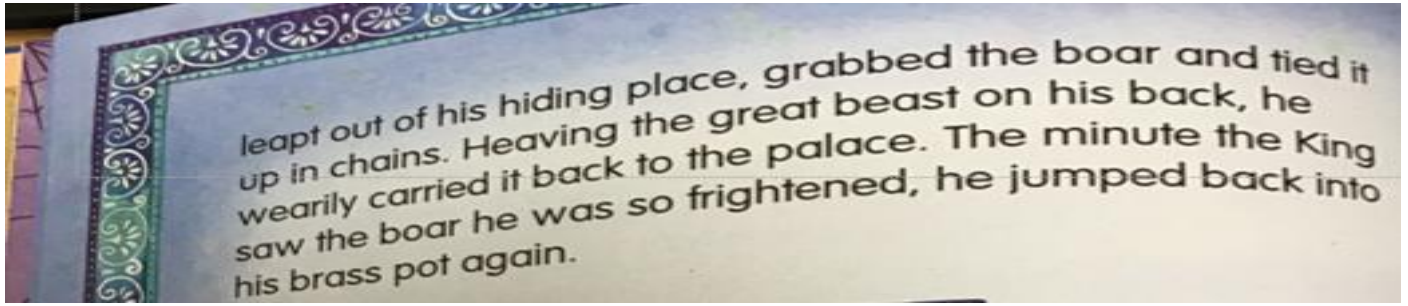 leapt out of his hiding place, grabbed the boar and tied it
up in chains. Heaving the great beast on his back, he
wearily carried it back to the palace. The minute the King
saw the boar he was so frightened, he jumped back into
his brass pot again.